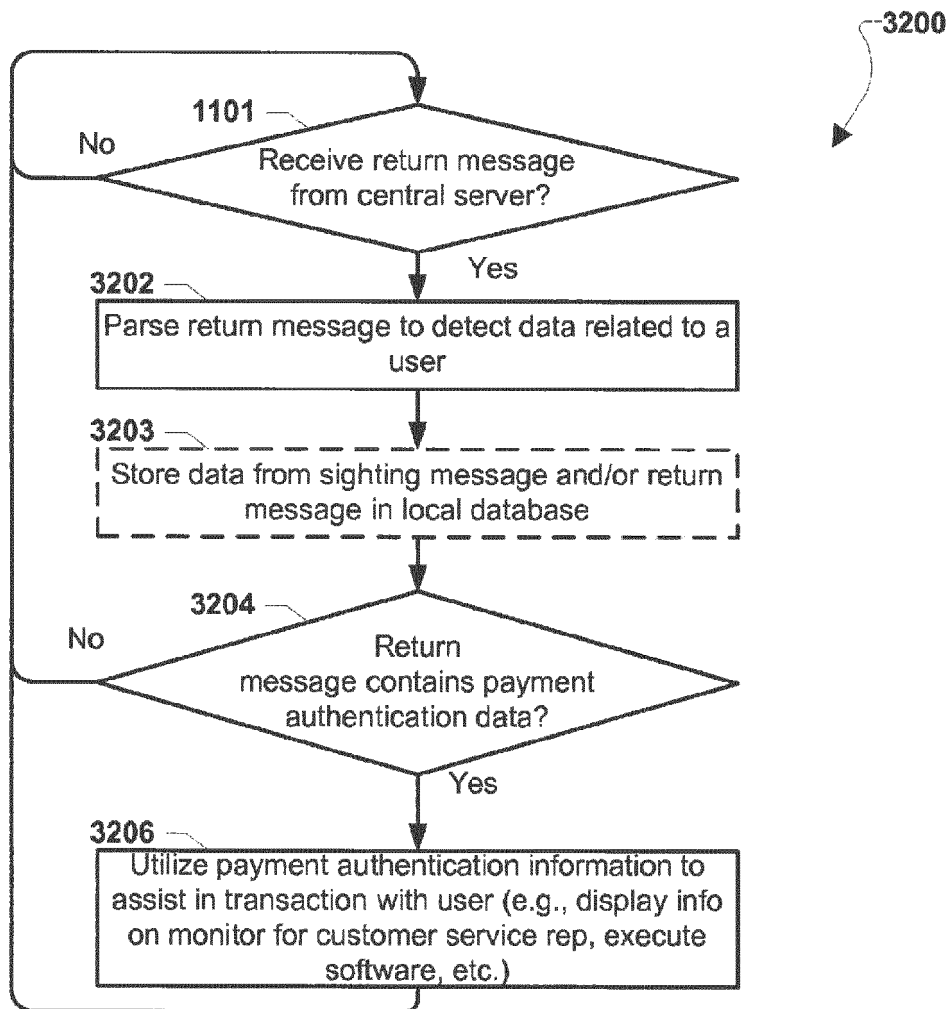 3200
1101
No
Receive return message
from central server?
Yes
3202
Parse return message to detect data related to a
user
3203
Store data from sighting message and/or return
message in local database
3204
No
Return
message contains payment
authentication data?
Yes
3206
Utilize payment authentication information to
assist in transaction with user (e.g., display info
on monitor for customer service rep, execute
software, etc.)